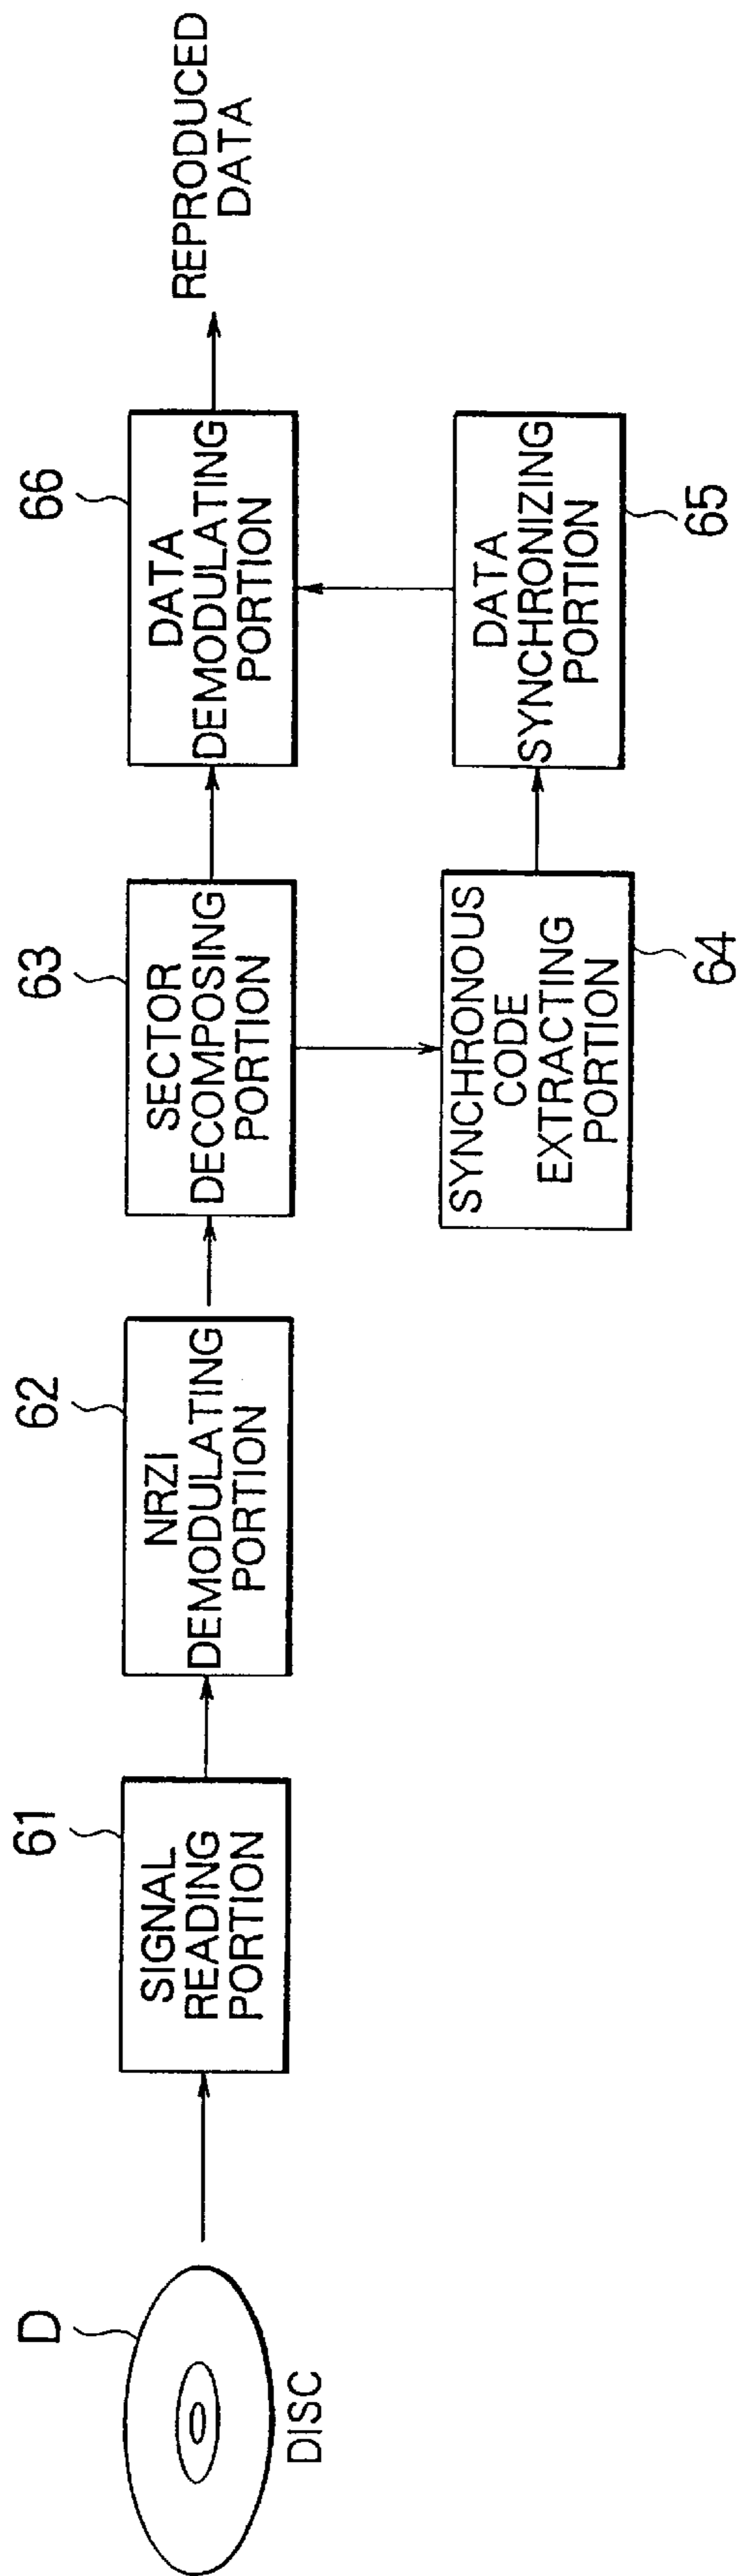 D
DISC
61
SIGNAL
READING
PORTION
62
NRZI
DEMODULATING
PORTION
63
SECTOR
DECOMPOSING
PORTION
66
DATA
DEMODULATING
PORTION
REPRODUCED
DATA
SYNCHRONOUS
CODE
EXTRACTING
PORTION
64
DATA
SYNCHRONIZING
PORTION
65